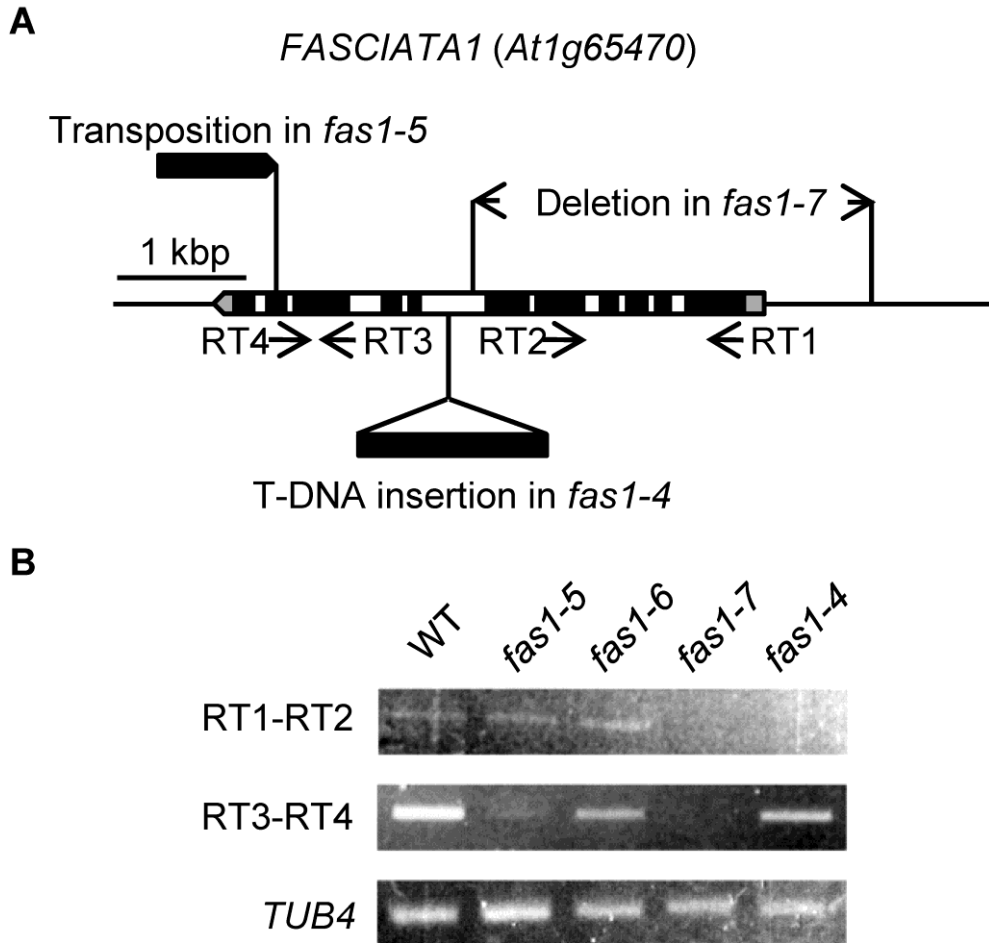 A
FASCIATA1 (At1g65470)
Transposition in fas1-5
Deletion in fas1-7
1 kbp
RT4 RT3 RT2 RT1
T-DNA insertion in fas1-4
B
WT fas1-5 fas1-6 fas1-7 fas1-4
RT1-RT2
RT3-RT4
TUB4